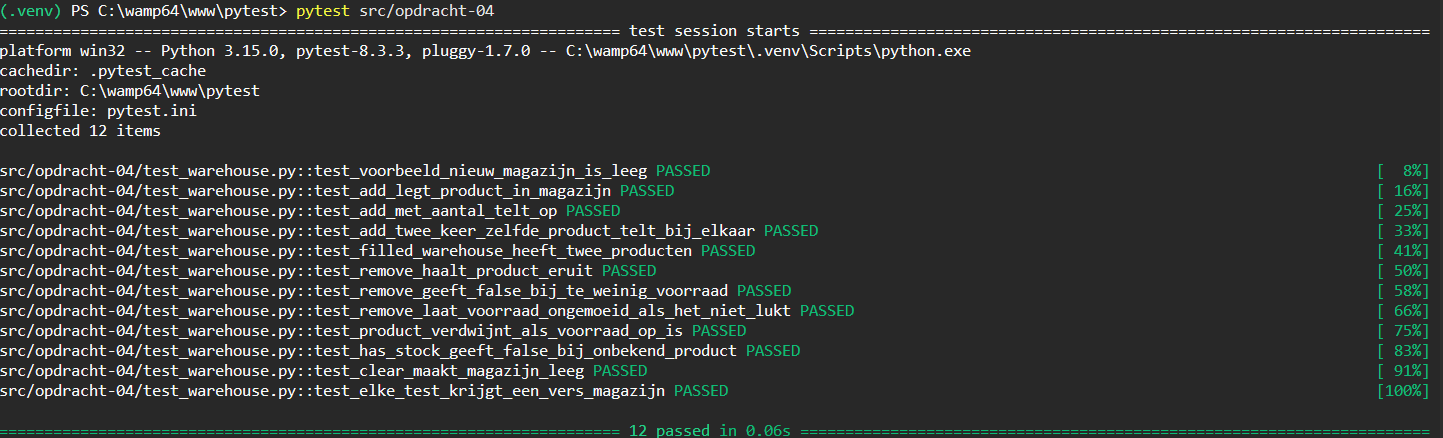 (.venv) PS C:\wamp64\www\pytest> pytest src/opdracht-04
===================================================================== test session starts ======================================================================
platform win32 -- Python 3.15.0, pytest-8.3.3, pluggy-1.7.0 -- C:\wamp64\www\pytest\.venv\Scripts\python.exe
cachedir: .pytest_cache
rootdir: C:\wamp64\www\pytest
configfile: pytest.ini
collected 12 items
src/opdracht-04/test_warehouse.py::test_voorbeeld_nieuw_magazijn_is_leeg PASSED [  8%]
src/opdracht-04/test_warehouse.py::test_add_legt_product_in_magazijn PASSED [ 16%]
src/opdracht-04/test_warehouse.py::test_add_met_aantal_telt_op PASSED [ 25%]
src/opdracht-04/test_warehouse.py::test_add_twee_keer_zelfde_product_telt_bij_elkaar PASSED [ 33%]
src/opdracht-04/test_warehouse.py::test_filled_warehouse_heeft_twee_producten PASSED [ 41%]
src/opdracht-04/test_warehouse.py::test_remove_haalt_product_eruit PASSED [ 50%]
src/opdracht-04/test_warehouse.py::test_remove_geeft_false_bij_te_weinig_voorraad PASSED [ 58%]
src/opdracht-04/test_warehouse.py::test_remove_laat_voorraad_ongemoeid_als_het_niet_lukt PASSED [ 66%]
src/opdracht-04/test_warehouse.py::test_product_verdwijnt_als_voorraad_op_is PASSED [ 75%]
src/opdracht-04/test_warehouse.py::test_has_stock_geeft_false_bij_onbekend_product PASSED [ 83%]
src/opdracht-04/test_warehouse.py::test_clear_maakt_magazijn_leeg PASSED [ 91%]
src/opdracht-04/test_warehouse.py::test_elke_test_krijgt_een_vers_magazijn PASSED [100%]
===================================================================== 12 passed in 0.06s =======================================================================